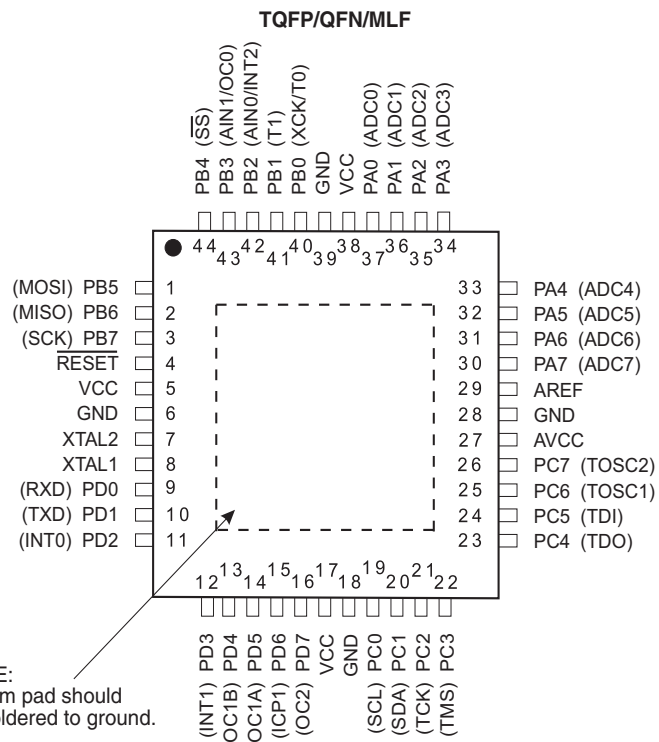 TQFP/QFN/MLF
PB4 (SS)
PB3 (AIN1/OC0)
PB2 (AIN0/INT2)
PB1 (T1)
PB0 (XCK/T0)
GND
VCC
PA0 (ADC0)
PA1 (ADC1)
PA2 (ADC2)
PA3 (ADC3)
44 43 42 41 40 39 38 37 36 35 34
(MOSI) PB5 1
(MISO) PB6 2
(SCK) PB7 3
RESET 4
VCC 5
GND 6
XTAL2 7
XTAL1 8
(RXD) PD0 9
(TXD) PD1 10
(INT0) PD2 11
33 PA4 (ADC4)
32 PA5 (ADC5)
31 PA6 (ADC6)
30 PA7 (ADC7)
29 AREF
28 GND
27 AVCC
26 PC7 (TOSC2)
25 PC6 (TOSC1)
24 PC5 (TDI)
23 PC4 (TDO)
12 13 14 15 16 17 18 19 20 21 22
(INT1) PD3
OC1B) PD4
OC1A) PD5
(ICP1) PD6
(OC2) PD7
VCC
GND
(SCL) PC0
(SDA) PC1
(TCK) PC2
(TMS) PC3
E:
m pad should
oldered to ground.